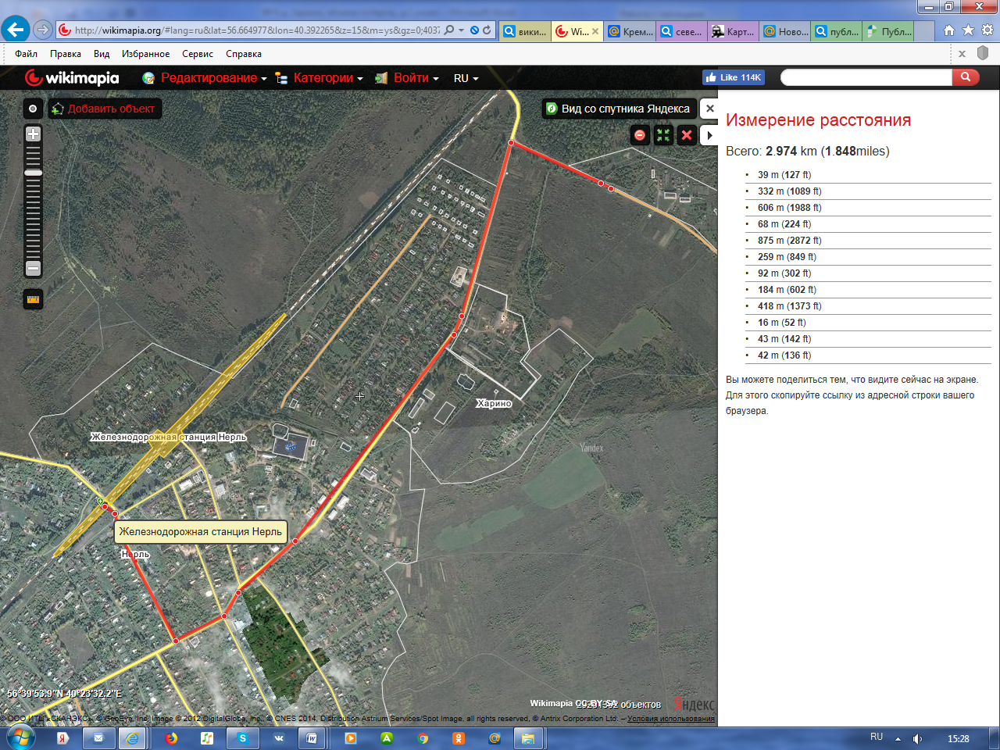 http://wikimapia.org/#lang=ru&lat=56.664977&lon=40.392265&z=15&m=ys&gz=0;4037
вики...
Wi...
Крем...
севе...
Карт...
Ново...
публ...
Публ...
Файл Правка Вид Избранное Сервис Справка
wikimapia Редактирование Категории Войти RU Like 114K
Добавить объект
Вид со спутника Яндекса
Измерение расстояния
Всего: 2.974 km (1.848miles)
• 39 m (127 ft)
• 332 m (1089 ft)
• 606 m (1988 ft)
• 68 m (224 ft)
• 875 m (2872 ft)
• 259 m (849 ft)
• 92 m (302 ft)
• 184 m (602 ft)
• 418 m (1373 ft)
• 16 m (52 ft)
• 43 m (142 ft)
• 42 m (136 ft)
Вы можете поделиться тем, что видите сейчас на экране.
Для этого скопируйте ссылку из адресной строки вашего
браузера.
Харино
Железнодорожная станция Нерль
Yandex
Yandex
Железнодорожная станция Нерль
Нерль
56°39'53.9"N 40°23'32.2"E
Wikimapia CC BY-SA
объектов
Яндекс
© ООО ИТЦ «СКАНЭКС», © GeoEye, Inc. Image © 2012 DigitalGlobe, Inc., © CNES 2014, Distribution Astrium Services/Spot Image, all rights reserved, © Antrix Corporation Ltd. – Условия использования
RU 15:28